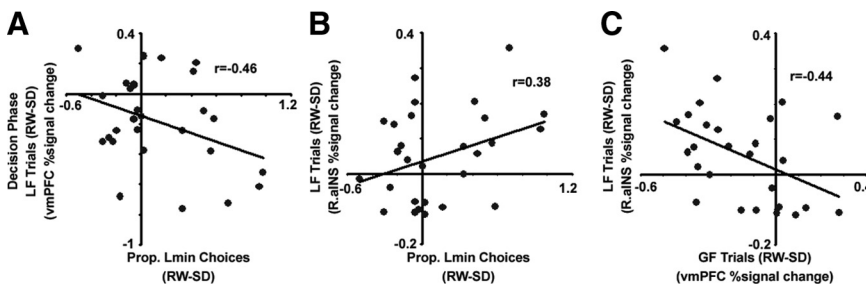 A
0.4
r=-0.46
-0.6
1.2
-1
Decision Phase
LF Trials (RW-SD)
(vmPFC %signal change)
Prop. Lmin Choices
(RW-SD)
B
0.4
r=0.38
-0.6
1.2
-0.2
LF Trials (RW-SD)
(R.aINS %signal change)
Prop. Lmin Choices
(RW-SD)
C
0.4
r=-0.44
-0.6
0.4
-0.2
LF Trials (RW-SD)
(R.aINS %signal change)
GF Trials (RW-SD)
(vmPFC %signal change)